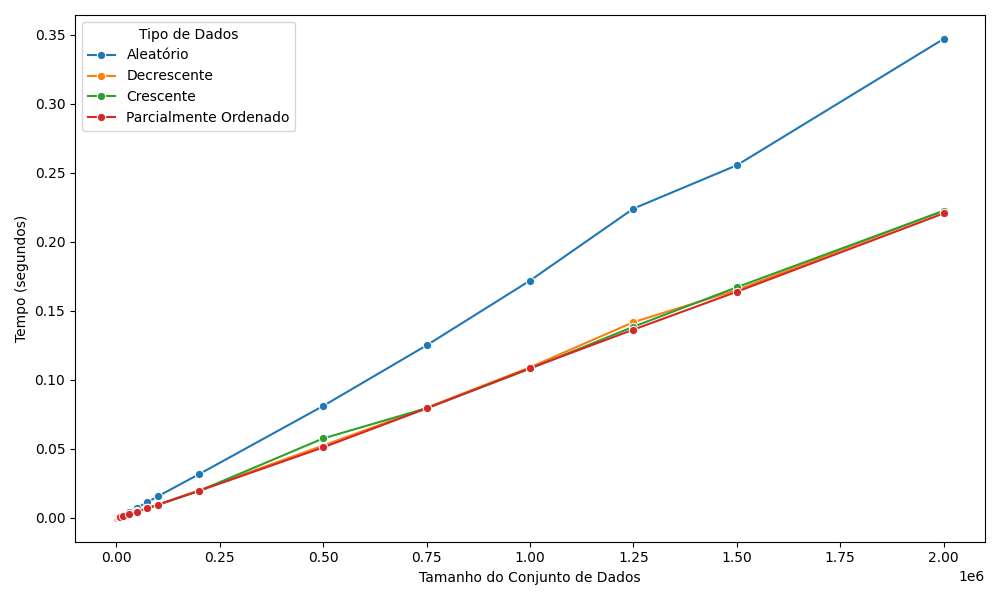 Tipo de Dados
Aleatório
Decrescente
Crescente
Parcialmente Ordenado
Tempo (segundos)
0.35
0.30
0.25
0.20
0.15
0.10
0.05
0.00
0.00 0.25 0.50 0.75 1.00 1.25 1.50 1.75 2.00
1e6
Tamanho do Conjunto de Dados